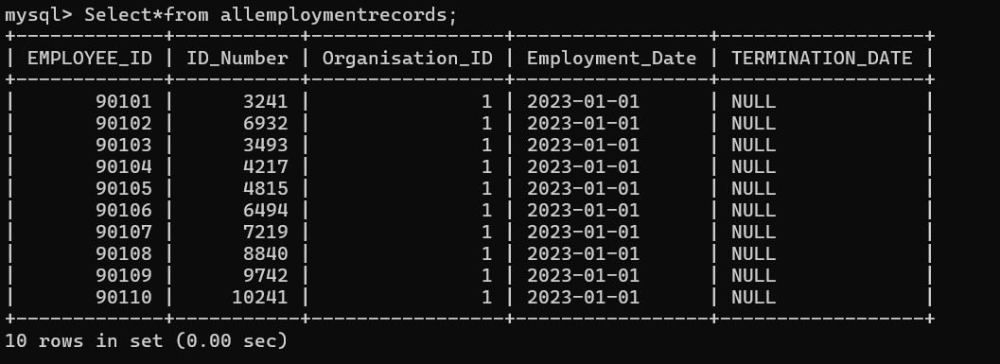 mysql> Select*from allemploymentrecords;
+-------------+-----------+-----------------+-----------------+------------------+
| EMPLOYEE_ID | ID_Number | Organisation_ID | Employment_Date | TERMINATION_DATE |
+-------------+-----------+-----------------+-----------------+------------------+
|       90101 |      3241 |               1 | 2023-01-01      | NULL             |
|       90102 |      6932 |               1 | 2023-01-01      | NULL             |
|       90103 |      3493 |               1 | 2023-01-01      | NULL             |
|       90104 |      4217 |               1 | 2023-01-01      | NULL             |
|       90105 |      4815 |               1 | 2023-01-01      | NULL             |
|       90106 |      6494 |               1 | 2023-01-01      | NULL             |
|       90107 |      7219 |               1 | 2023-01-01      | NULL             |
|       90108 |      8840 |               1 | 2023-01-01      | NULL             |
|       90109 |      9742 |               1 | 2023-01-01      | NULL             |
|       90110 |     10241 |               1 | 2023-01-01      | NULL             |
+-------------+-----------+-----------------+-----------------+------------------+
10 rows in set (0.00 sec)